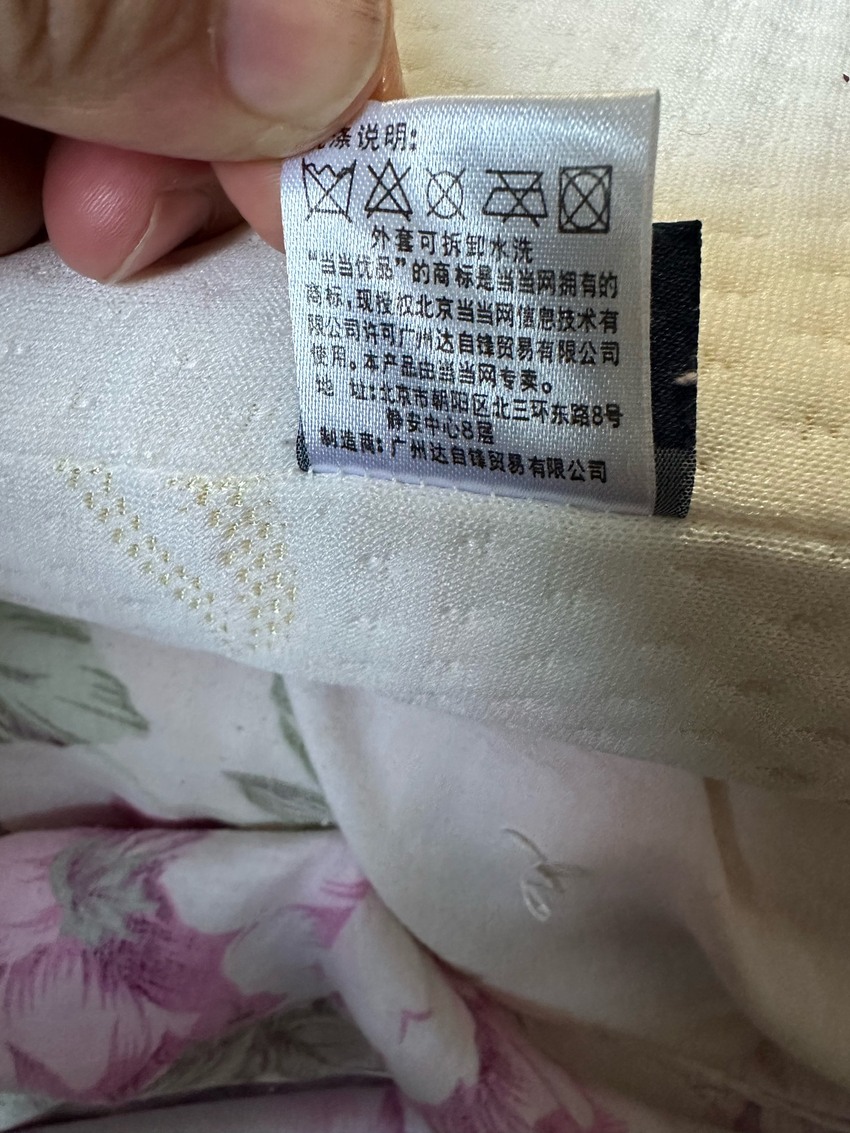 涤说明:
外套可拆卸水洗
“当当优品”的商标是当当网拥有的
商标,现授权北京当当网信息技术有
限公司许可广州达自锋贸易有限公司
使用。本产品由当当网专卖。
地 址:北京市朝阳区北三环东路8号
静安中心8层
制造商:广州达自锋贸易有限公司